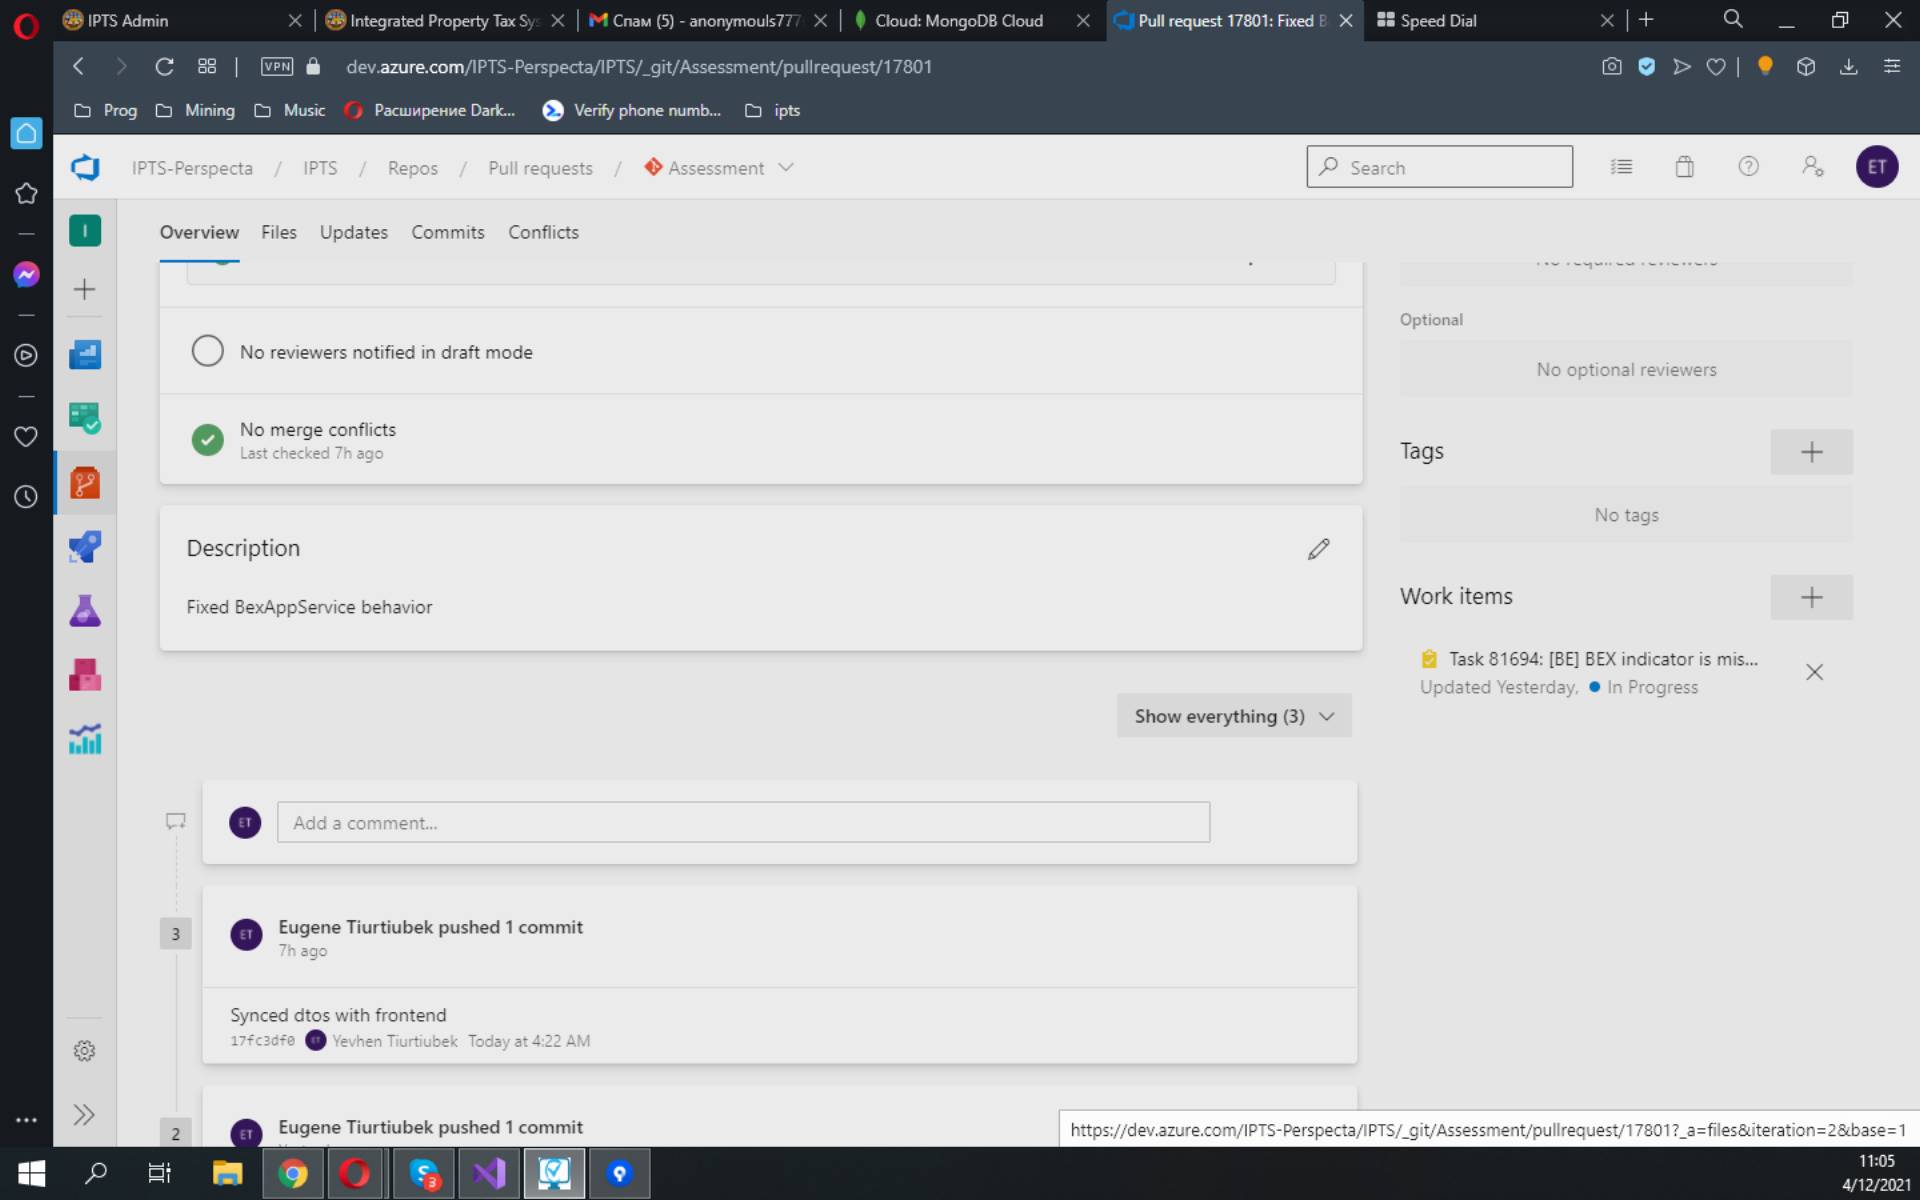 IPTS Admin
Integrated Property Tax Sys
Спам (5) - anonymouls777
Cloud: MongoDB Cloud
Pull request 17801: Fixed B
Speed Dial
VPN
dev.azure.com/IPTS-Perspecta/IPTS/_git/Assessment/pullrequest/17801
Prog
Mining
Music
Расширение Dark...
Verify phone numb...
ipts
IPTS-Perspecta / IPTS / Repos / Pull requests / Assessment
Search
ET
I
Overview
Files
Updates
Commits
Conflicts
No required reviewers
Optional
No reviewers notified in draft mode
No optional reviewers
No merge conflicts
Last checked 7h ago
Tags
No tags
Description
Fixed BexAppService behavior
Work items
Task 81694: [BE] BEX indicator is mis...
Updated Yesterday, In Progress
Show everything (3)
ET
Add a comment...
3
ET
Eugene Tiurtiubek pushed 1 commit
7h ago
Synced dtos with frontend
17fc3df0 ET Yevhen Tiurtiubek Today at 4:22 AM
2
ET
Eugene Tiurtiubek pushed 1 commit
https://dev.azure.com/IPTS-Perspecta/IPTS/_git/Assessment/pullrequest/17801?_a=files&iteration=2&base=1
3
11:05
4/12/2021